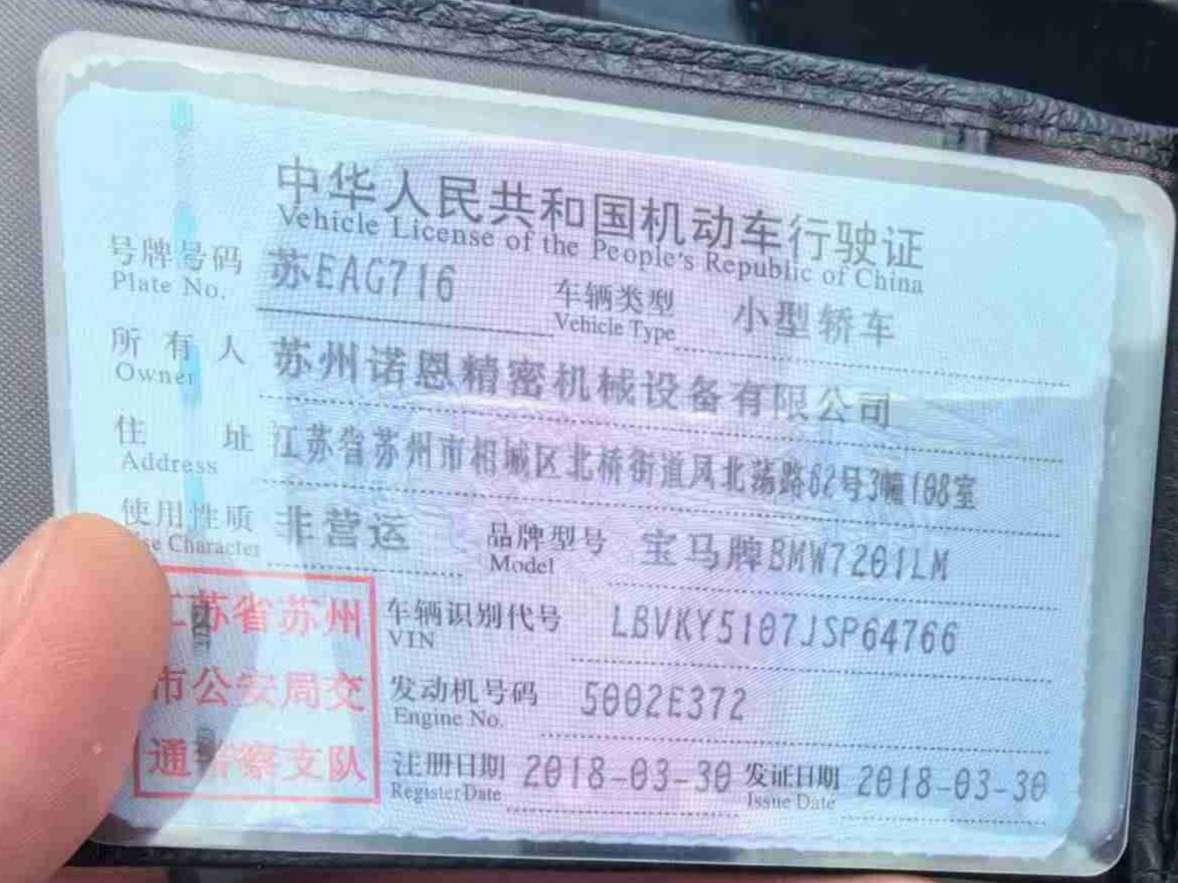 中华人民共和国机动车行驶证
Vehicle License of the People's Republic of China
号牌号码 苏EAG716 车辆类型 小型轿车
Plate No. Vehicle Type
所有人 苏州诺恩精密机械设备有限公司
Owner
住址 江苏省苏州市相城区北桥街道凤北荡路62号3幢108室
Address
使用性质 非营运 品牌型号 宝马牌BMW7201LM
Character Model
苏省苏州
市公安局交
通警察支队
车辆识别代号 LBVKY5107JSP64766
VIN
发动机号码 5002E372
Engine No.
注册日期 2018-03-30 发证日期 2018-03-30
Register Date Issue Date